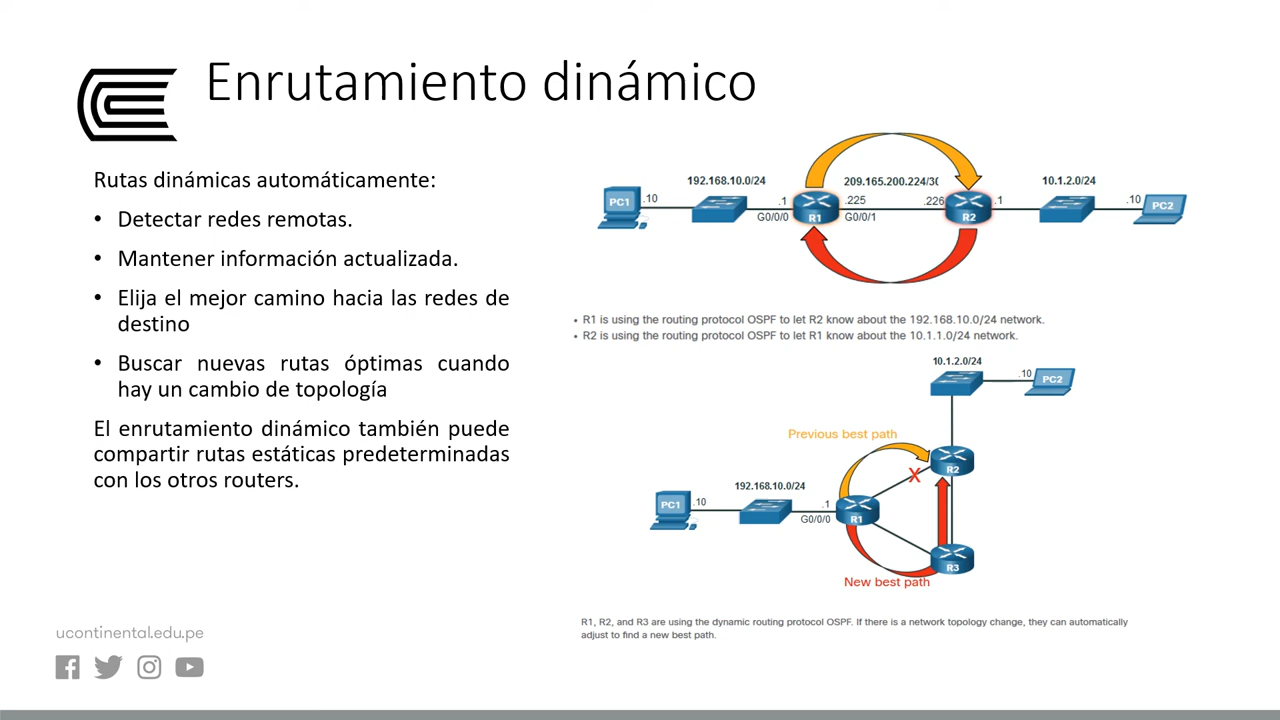 Enrutamiento dinámico
Rutas dinámicas automáticamente:
• Detectar redes remotas.
• Mantener información actualizada.
• Elija el mejor camino hacia las redes de
destino
• Buscar nuevas rutas óptimas cuando
hay un cambio de topología
El enrutamiento dinámico también puede
compartir rutas estáticas predeterminadas
con los otros routers.
192.168.10.0/24
209.165.200.224/30
10.1.2.0/24
PC1
.10
.1
G0/0/0
R1
.225
G0/0/1
.226
R2
.1
.10
PC2
• R1 is using the routing protocol OSPF to let R2 know about the 192.168.10.0/24 network.
• R2 is using the routing protocol OSPF to let R1 know about the 10.1.1.0/24 network.
10.1.2.0/24
.10
PC2
Previous best path
X
R2
192.168.10.0/24
PC1
.10
.1
G0/0/0
R1
R3
New best path
R1, R2, and R3 are using the dynamic routing protocol OSPF. If there is a network topology change, they can automatically
adjust to find a new best path.
ucontinental.edu.pe